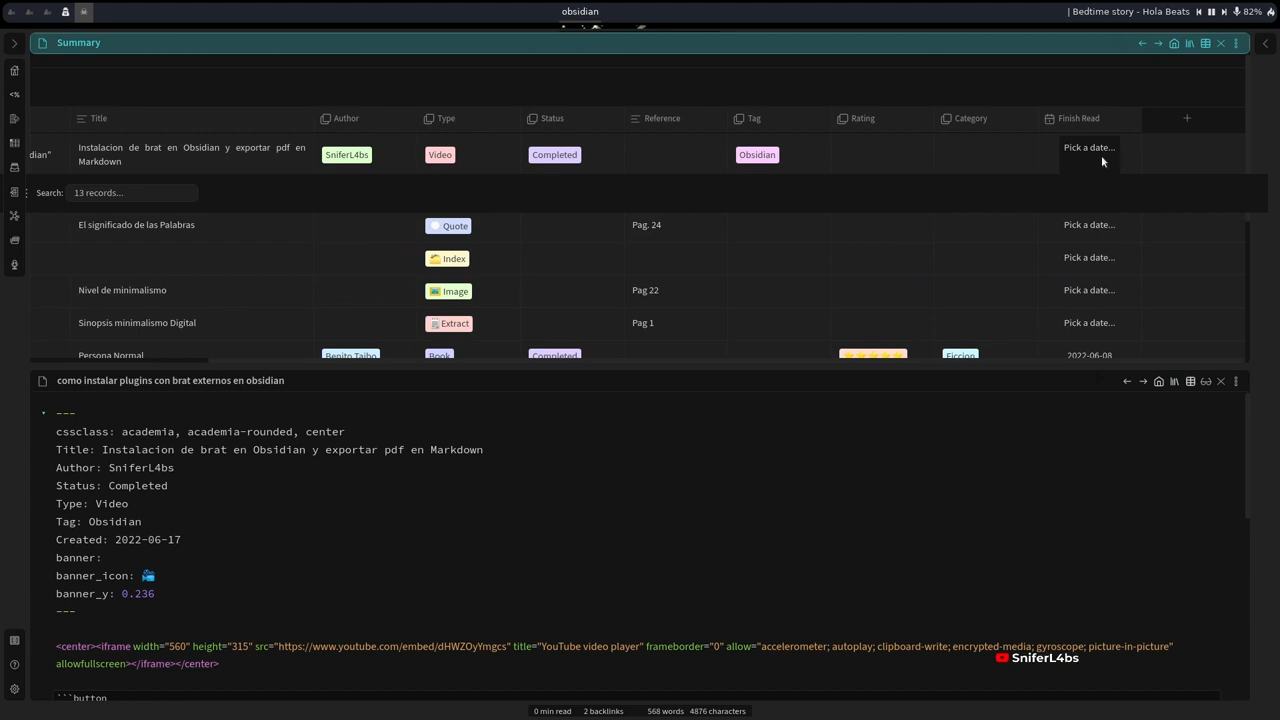 obsidian
| Bedtime story - Hola Beats
82%
Summary
Title
Author
Type
Status
Reference
Tag
Rating
Category
Finish Read
+
dian"
Instalacion de brat en Obsidian y exportar pdf en
Markdown
SniferL4bs
Video
Completed
Obsidian
Pick a date...
Search:
13 records...
El significado de las Palabras
Quote
Pag. 24
Pick a date...
Index
Pick a date...
Nivel de minimalismo
Image
Pag 22
Pick a date...
Sinopsis minimalismo Digital
Extract
Pag 1
Pick a date...
Persona Normal
Benito Taibo
Book
Completed
Ficcion
2022-06-08
como instalar plugins con brat externos en obsidian
---
cssclass: academia, academia-rounded, center
Title: Instalacion de brat en Obsidian y exportar pdf en Markdown
Author: SniferL4bs
Status: Completed
Type: Video
Tag: Obsidian
Created: 2022-06-17
banner:
banner_icon: 🎥
banner_y: 0.236
---
<center><iframe width="560" height="315" src="https://www.youtube.com/embed/dHWZOyYmgcs" title="YouTube video player" frameborder="0" allow="accelerometer; autoplay; clipboard-write; encrypted-media; gyroscope; picture-in-picture"
allowfullscreen></iframe></center>
SniferL4bs
```button
0 min read
2 backlinks
568 words
4876 characters